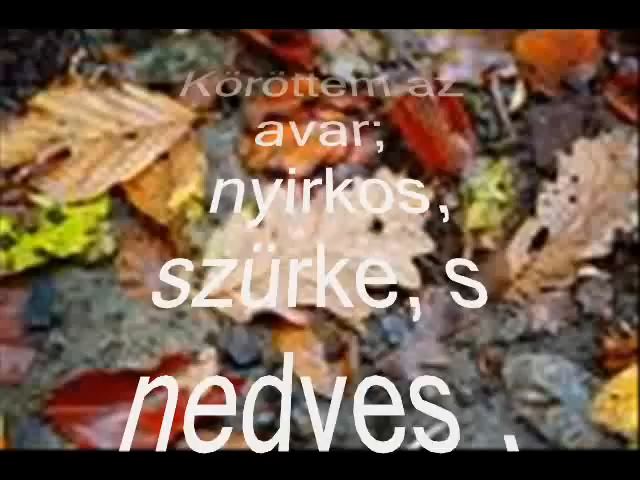 Köröttem az
avar;
nyirkos,
szürke, s
nedves .